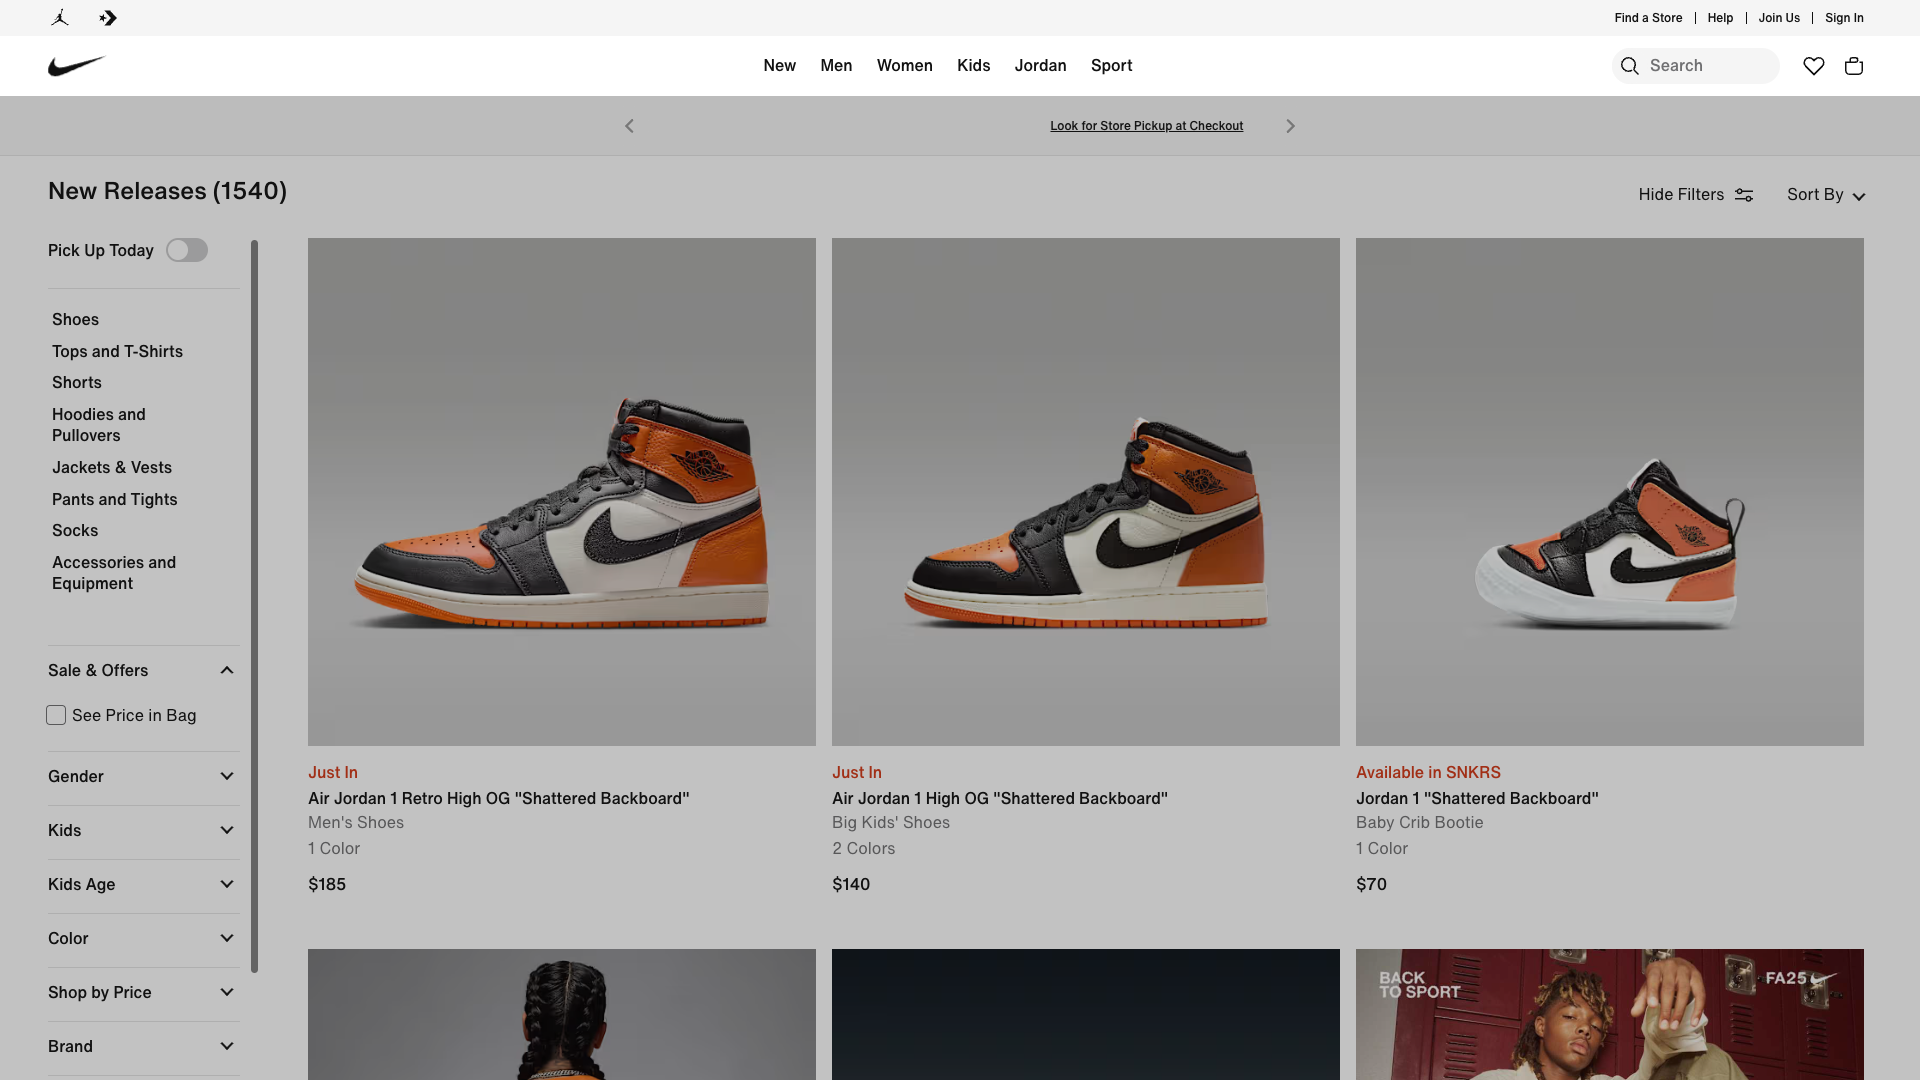 Find a Store
Help
Join Us
Sign In
New
Men
Women
Kids
Jordan
Sport
Search
Look for Store Pickup at Checkout
New Releases (1540)
Hide Filters
Sort By
Pick Up Today
Shoes
Tops and T-Shirts
Shorts
Hoodies and
Pullovers
Jackets & Vests
Pants and Tights
Socks
Accessories and
Equipment
Sale & Offers
See Price in Bag
Gender
Kids
Kids Age
Color
Shop by Price
Brand
Just In
Air Jordan 1 Retro High OG "Shattered Backboard"
Men's Shoes
1 Color
$185
Just In
Air Jordan 1 High OG "Shattered Backboard"
Big Kids' Shoes
2 Colors
$140
Available in SNKRS
Jordan 1 "Shattered Backboard"
Baby Crib Bootie
1 Color
$70
BACK
TO SPORT
FA25